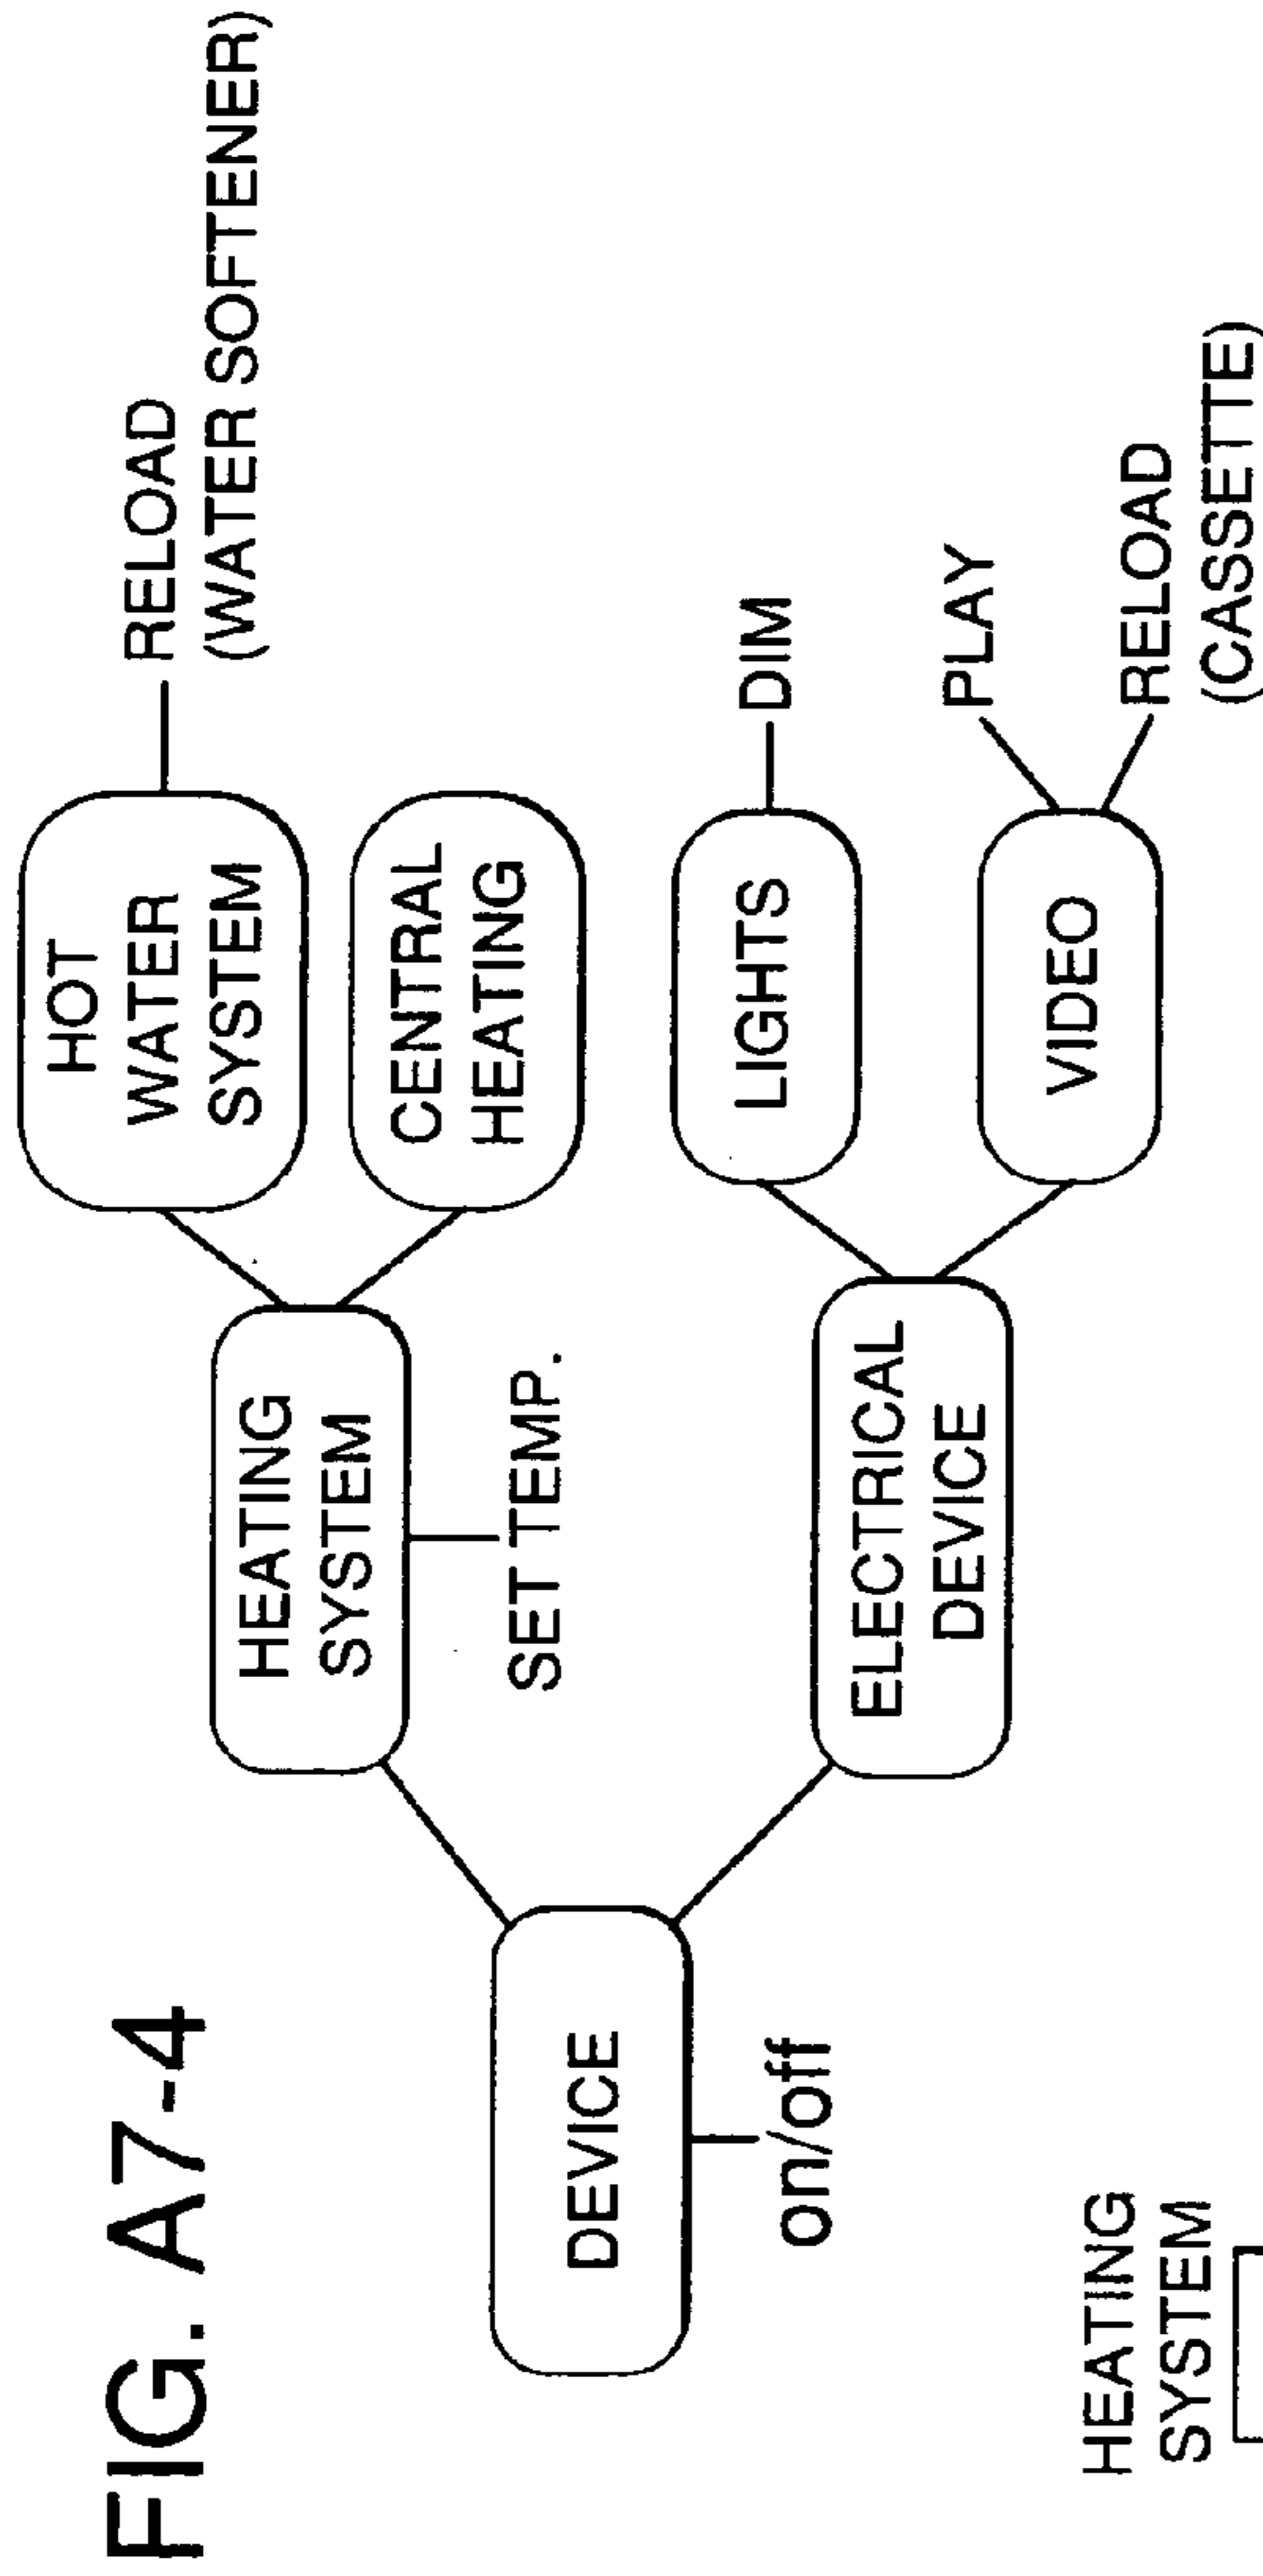 FIG. A7-4
HOT
WATER
SYSTEM
RELOAD
(WATER SOFTENER)
HEATING
SYSTEM
CENTRAL
HEATING
SET TEMP.
DEVICE
on/off
LIGHTS
DIM
ELECTRICAL
DEVICE
PLAY
VIDEO
RELOAD
(CASSETTE)
HEATING
SYSTEM